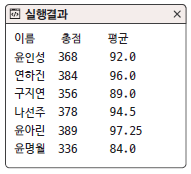 실행결과
이름 총점 평균
윤인성 368 92.0
연하진 384 96.0
구지연 356 89.0
나선주 378 94.5
윤아린 389 97.25
윤명월 336 84.0